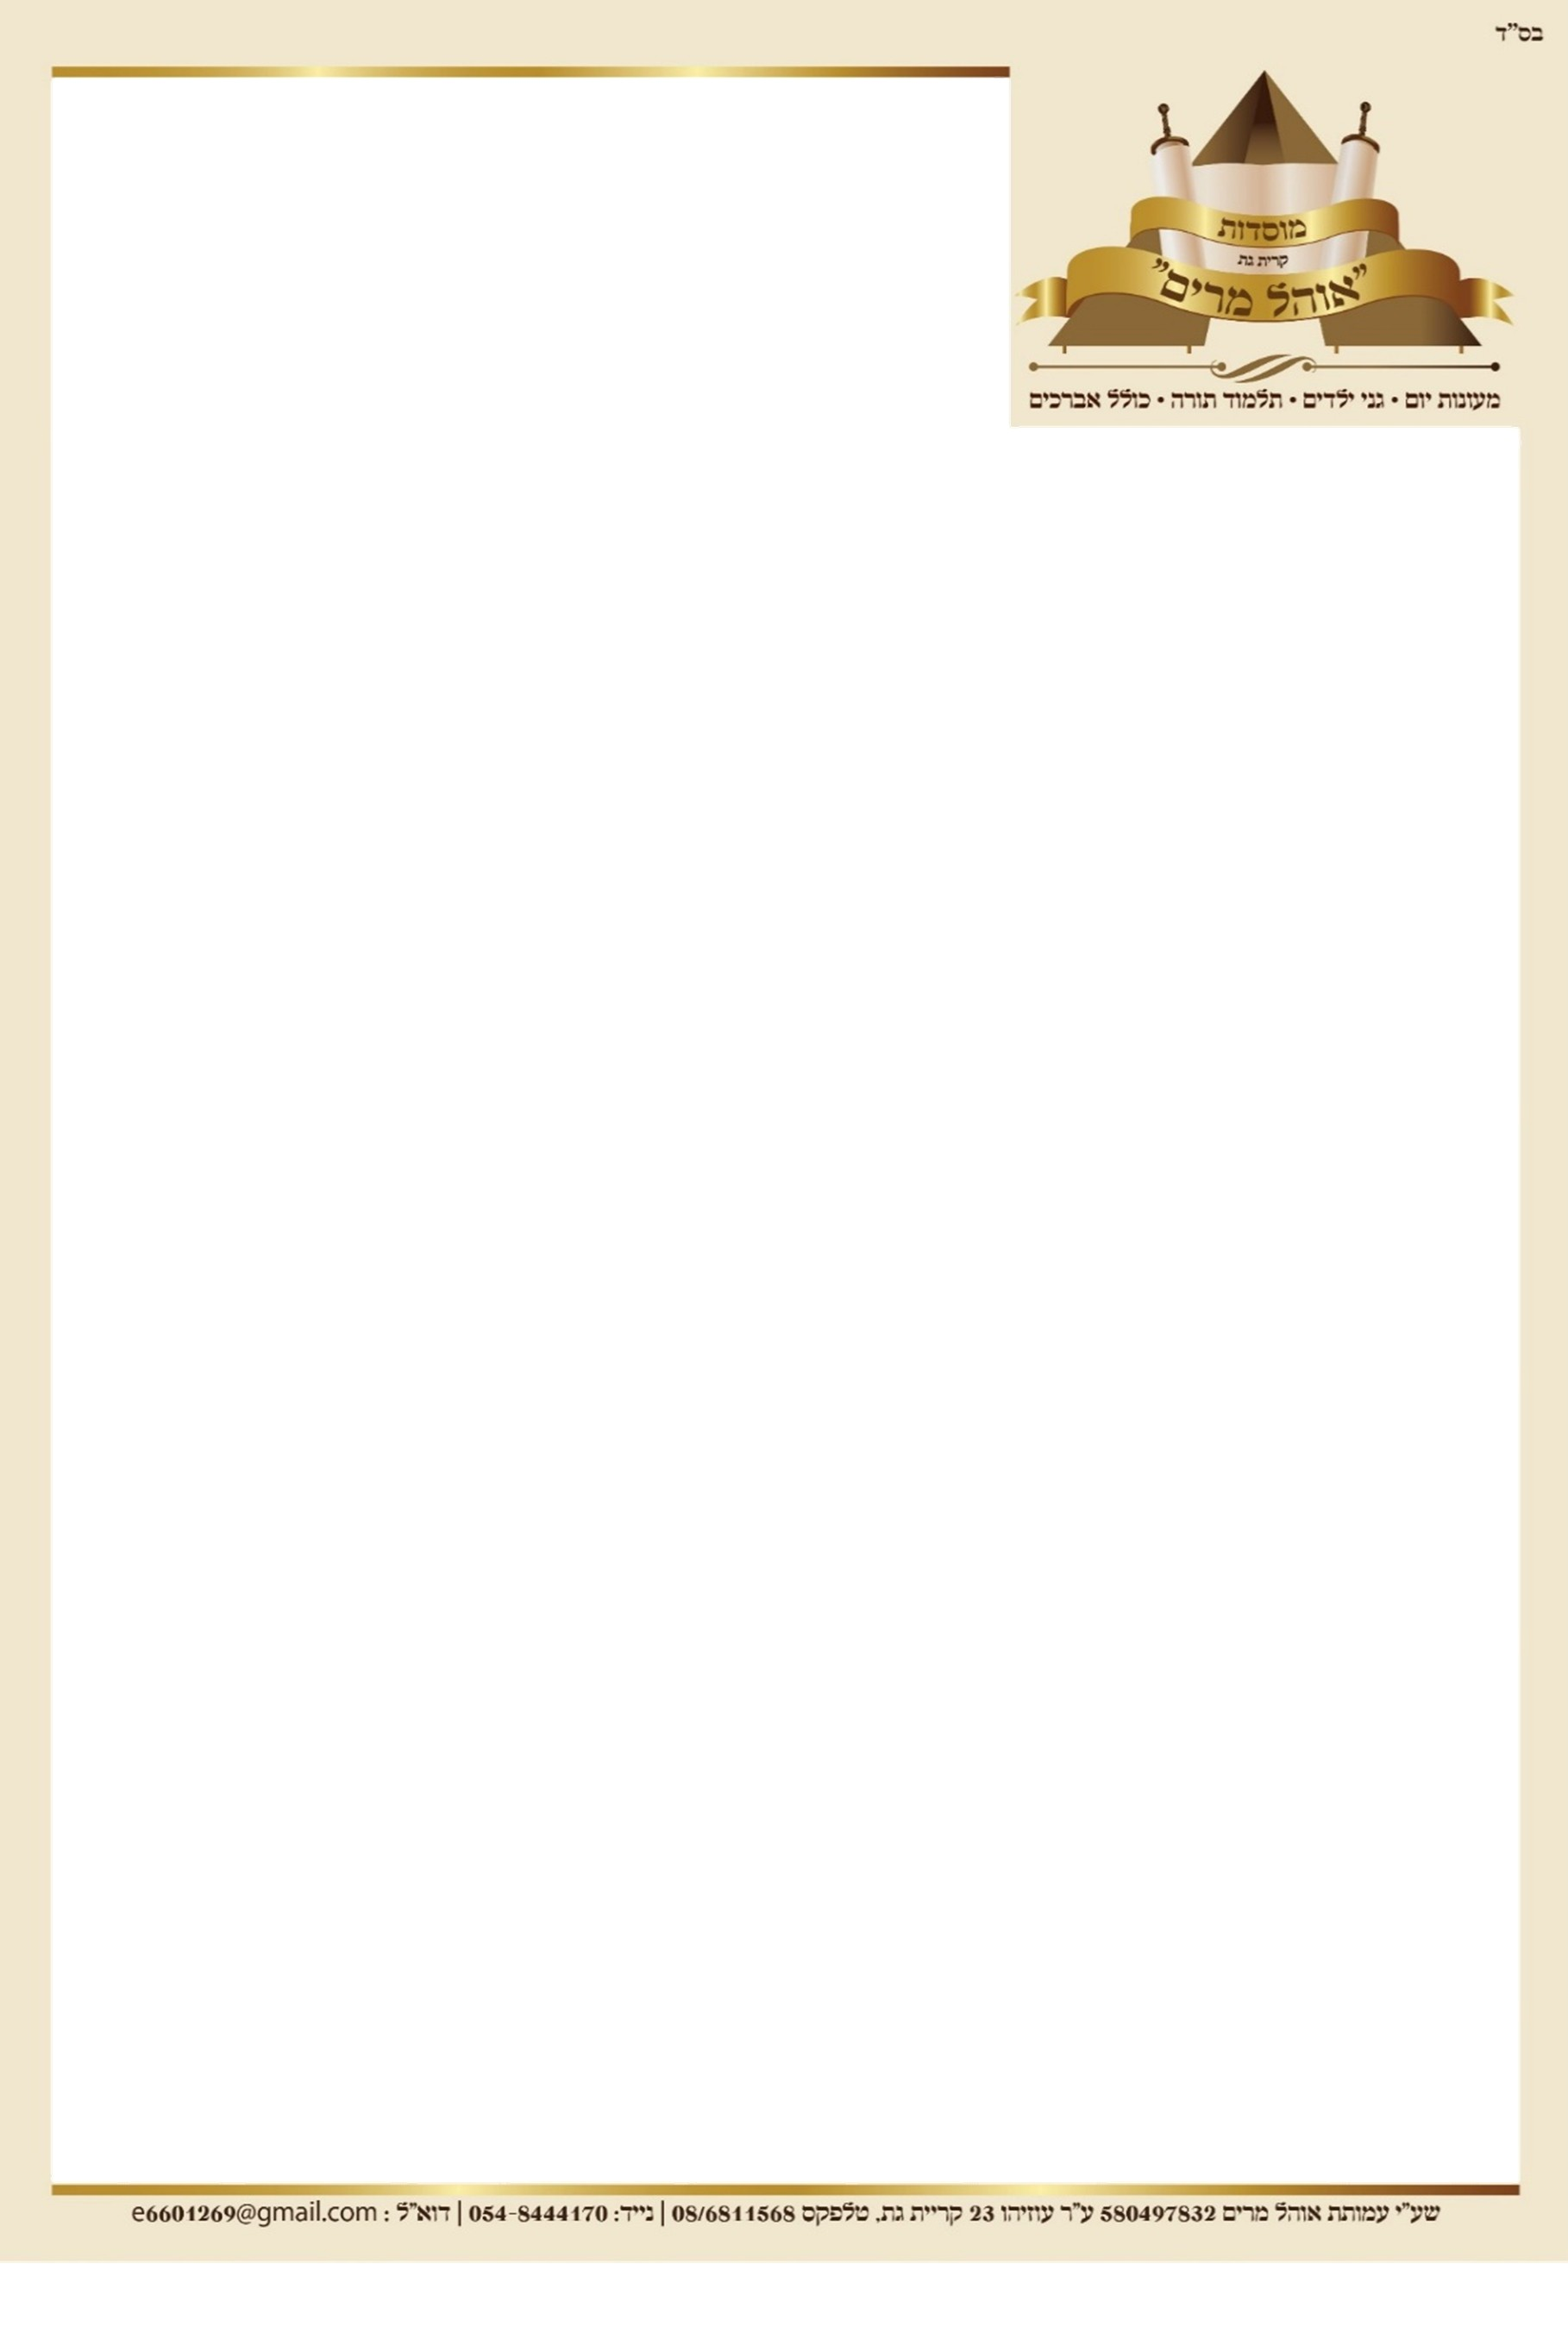 בס"ד
מוסדות
קרית גת
"אוהל מרים"
מעונות יום • גני ילדים • תלמוד תורה • כולל אברכים
שע"י עמותת אוהל מרים 580497832 ע"ר עוזיהו 23 קריית גת, טלפקס 08/6811568 | נייד: 054-8444170 | דוא"ל : e6601269@gmail.com